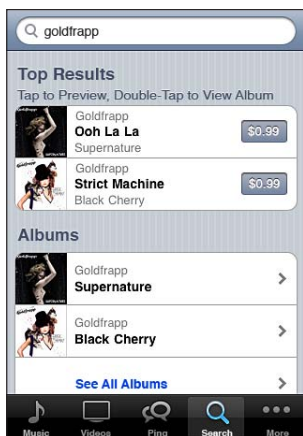 goldfrapp
Top Results
Tap to Preview, Double-Tap to View Album
Goldfrapp
Ooh La La
Supernature
$0.99
Goldfrapp
Strict Machine
Black Cherry
$0.99
Albums
Goldfrapp
Supernature
Goldfrapp
Black Cherry
See All Albums
Music
Videos
Ping
Search
More